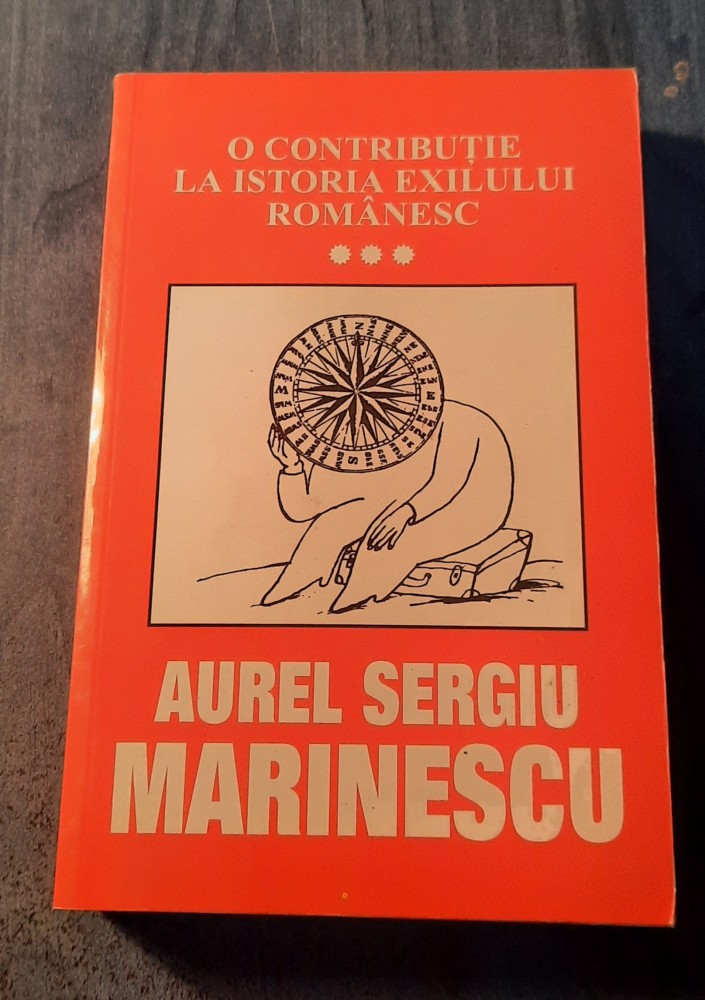 O CONTRIBUȚIE
LA ISTORIA EXILULUI
ROMÂNESC
N
W
E
S
AUREL SERGIU
MARINESCU